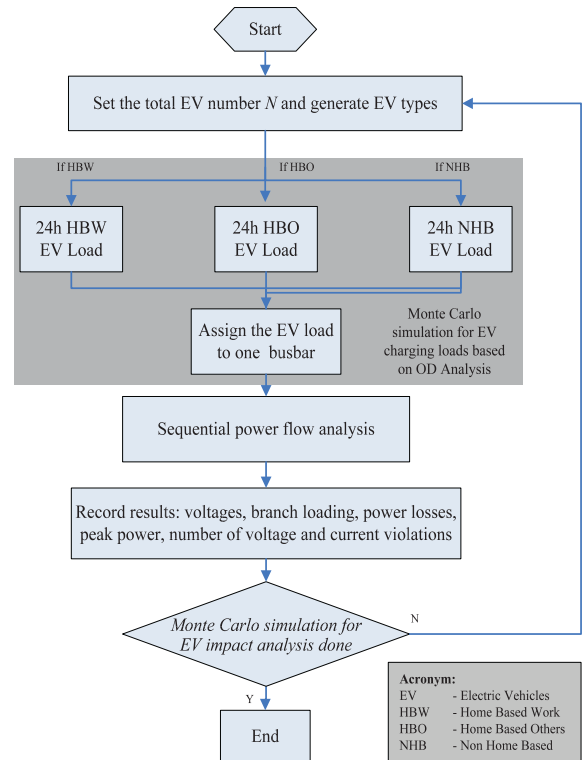 Start
Set the total EV number N and generate EV types
If HBW
If HBO
If NHB
24h HBW
EV Load
24h HBO
EV Load
24h NHB
EV Load
Assign the EV load
to one busbar
Monte Carlo
simulation for EV
charging loads based
on OD Analysis
Sequential power flow analysis
Record results: voltages, branch loading, power losses,
peak power, number of voltage and current violations
Monte Carlo simulation for
EV impact analysis done
N
Y
End
Acronym:
EV - Electric Vehicles
HBW - Home Based Work
HBO - Home Based Others
NHB - Non Home Based